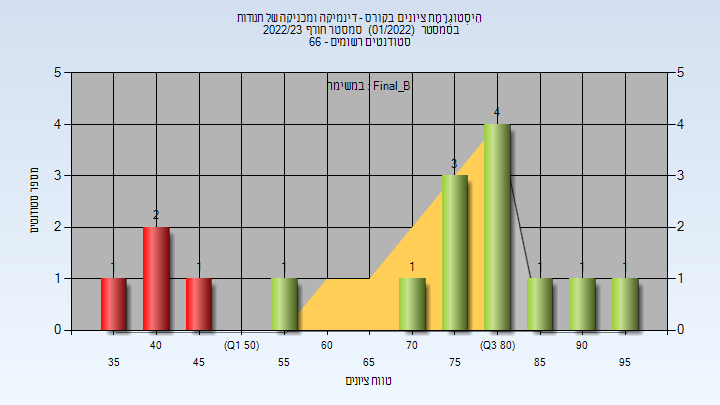 היסטוגרמת ציונים בקורס - דינמיקה ומכניקה של חנודות
בסמסטר (01/2022) סמסטר חורף 2022/23
סטודנטים רשומים - 66
במשימה : Final_B
5 5
4 4
3 3
2 2
1 1
0 0
1 2 1 1 1 3 4 1 1 1
מספר סטודנטים
40 (Q1 50) 60 70 (Q3 80) 90
35 45 55 65 75 85 95
טווח ציונים